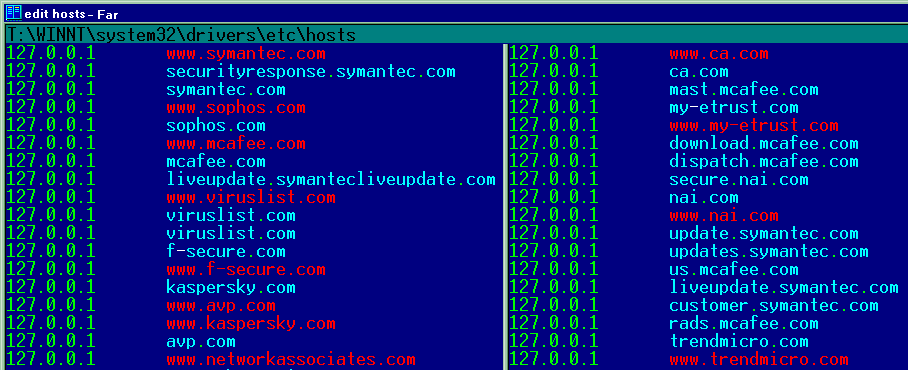 edit hosts - Far
T:\WINNT\system32\drivers\etc\hosts
127.0.0.1 www.symantec.com
127.0.0.1 securityresponse.symantec.com
127.0.0.1 symantec.com
127.0.0.1 www.sophos.com
127.0.0.1 sophos.com
127.0.0.1 www.mcafee.com
127.0.0.1 mcafee.com
127.0.0.1 liveupdate.symantecliveupdate.com
127.0.0.1 www.viruslist.com
127.0.0.1 viruslist.com
127.0.0.1 viruslist.com
127.0.0.1 f-secure.com
127.0.0.1 www.f-secure.com
127.0.0.1 kaspersky.com
127.0.0.1 www.avp.com
127.0.0.1 www.kaspersky.com
127.0.0.1 avp.com
127.0.0.1 www.networkassociates.com
127.0.0.1 www.ca.com
127.0.0.1 ca.com
127.0.0.1 mast.mcafee.com
127.0.0.1 my-etrust.com
127.0.0.1 www.my-etrust.com
127.0.0.1 download.mcafee.com
127.0.0.1 dispatch.mcafee.com
127.0.0.1 secure.nai.com
127.0.0.1 nai.com
127.0.0.1 www.nai.com
127.0.0.1 update.symantec.com
127.0.0.1 updates.symantec.com
127.0.0.1 us.mcafee.com
127.0.0.1 liveupdate.symantec.com
127.0.0.1 customer.symantec.com
127.0.0.1 rads.mcafee.com
127.0.0.1 trendmicro.com
127.0.0.1 www.trendmicro.com